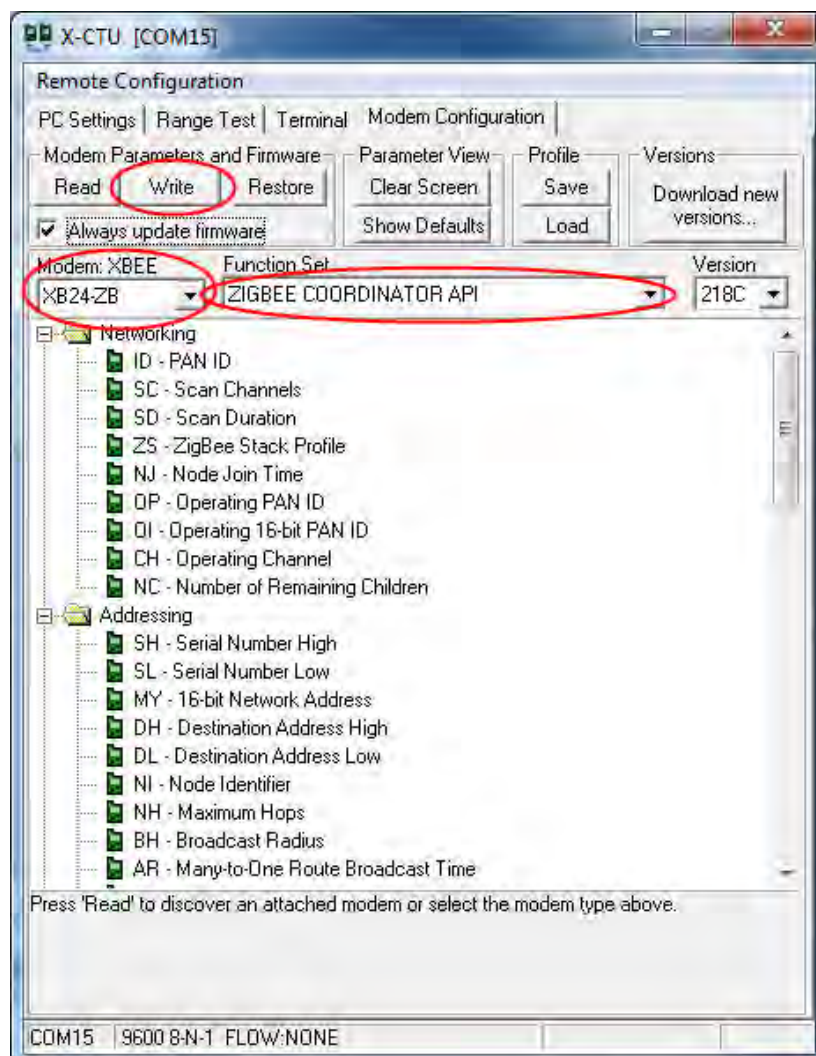 X-CTU [COM15]
Remote Configuration
PC Settings Range Test Terminal Modem Configuration
Modem Parameters and Firmware Parameter View Profile Versions
Read Write Restore Clear Screen Save Download new versions...
Always update firmware Show Defaults Load
Modem: XBEE Function Set Version
XB24-ZB ZIGBEE COORDINATOR API 218C
Networking
ID - PAN ID
SC - Scan Channels
SD - Scan Duration
ZS - ZigBee Stack Profile
NJ - Node Join Time
OP - Operating PAN ID
OI - Operating 16-bit PAN ID
CH - Operating Channel
NC - Number of Remaining Children
Addressing
SH - Serial Number High
SL - Serial Number Low
MY - 16-bit Network Address
DH - Destination Address High
DL - Destination Address Low
NI - Node Identifier
NH - Maximum Hops
BH - Broadcast Radius
AR - Many-to-One Route Broadcast Time
Press 'Read' to discover an attached modem or select the modem type above.
COM15 9600 8-N-1 FLOW:NONE